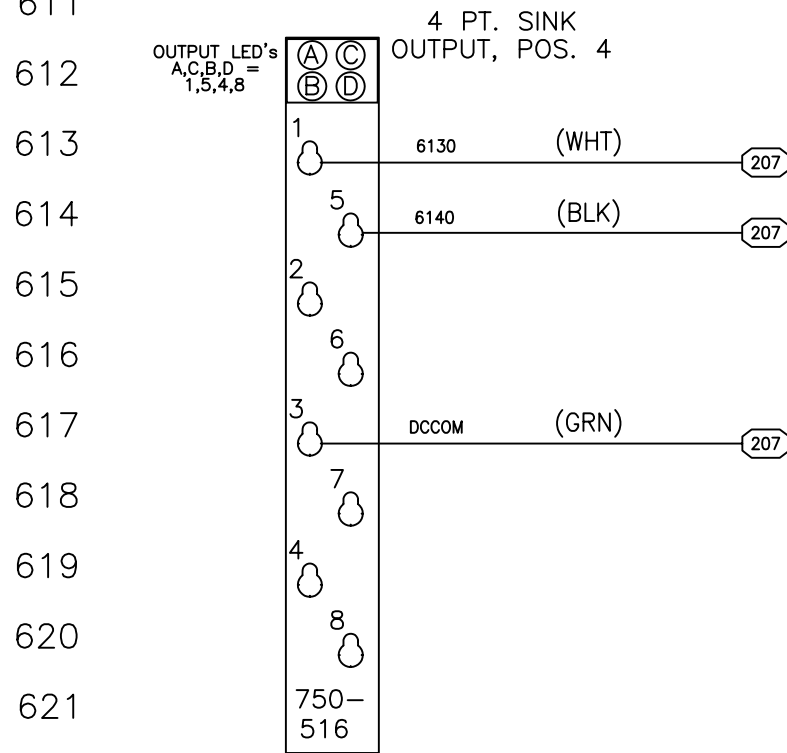 611
4 PT. SINK
OUTPUT, POS. 4
OUTPUT LED's
A,C,B,D =
1,5,4,8
A C
B D
612
613
1
6130
(WHT)
207
614
5
6140
(BLK)
207
615
2
616
6
617
3
DCCOM
(GRN)
207
618
7
619
4
620
8
621
750-
516